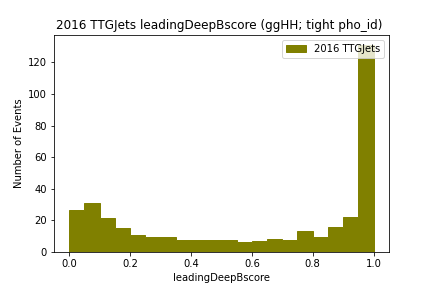 2016 TTGJets leadingDeepBscore (ggHH; tight pho_id)
2016 TTGJets
Number of Events
120
100
80
60
40
20
0
0.0 0.2 0.4 0.6 0.8 1.0
leadingDeepBscore